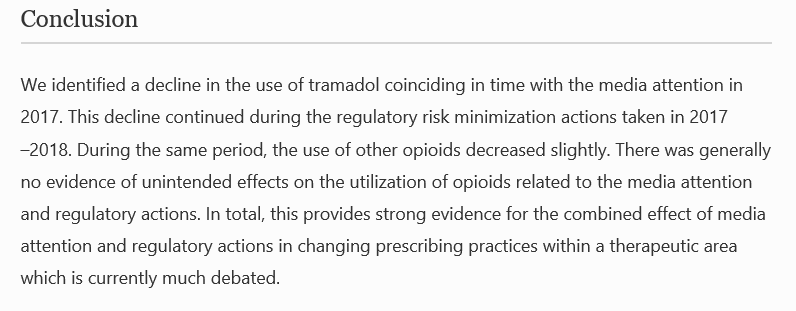 Conclusion
We identified a decline in the use of tramadol coinciding in time with the media attention in
2017. This decline continued during the regulatory risk minimization actions taken in 2017
–2018. During the same period, the use of other opioids decreased slightly. There was generally
no evidence of unintended effects on the utilization of opioids related to the media attention
and regulatory actions. In total, this provides strong evidence for the combined effect of media
attention and regulatory actions in changing prescribing practices within a therapeutic area
which is currently much debated.